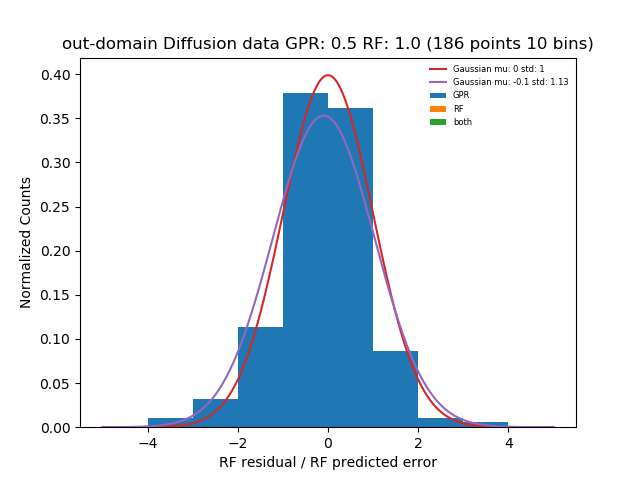 out-domain Diffusion data GPR: 0.5 RF: 1.0 (186 points 10 bins)
Gaussian mu: 0 std: 1
Gaussian mu: -0.1 std: 1.13
GPR
RF
both
Normalized Counts
0.40
0.35
0.30
0.25
0.20
0.15
0.10
0.05
0.00
−4 −2 0 2 4
RF residual / RF predicted error